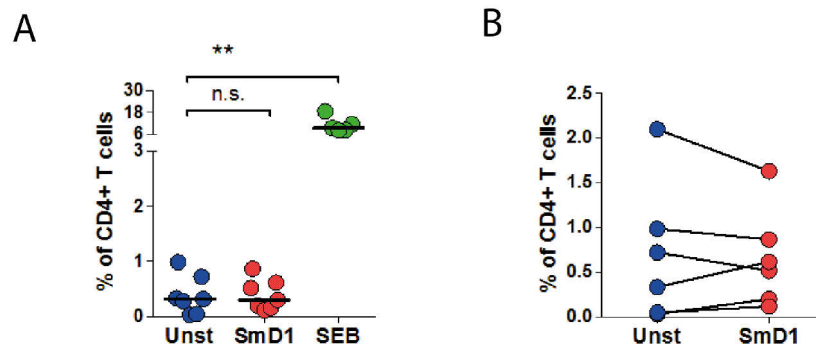 A
**
n.s.
30
18
6
3
2
1
0
% of CD4+ T cells
Unst SmD1 SEB
B
2.5
2.0
1.5
1.0
0.5
0.0
% of CD4+ T cells
Unst SmD1